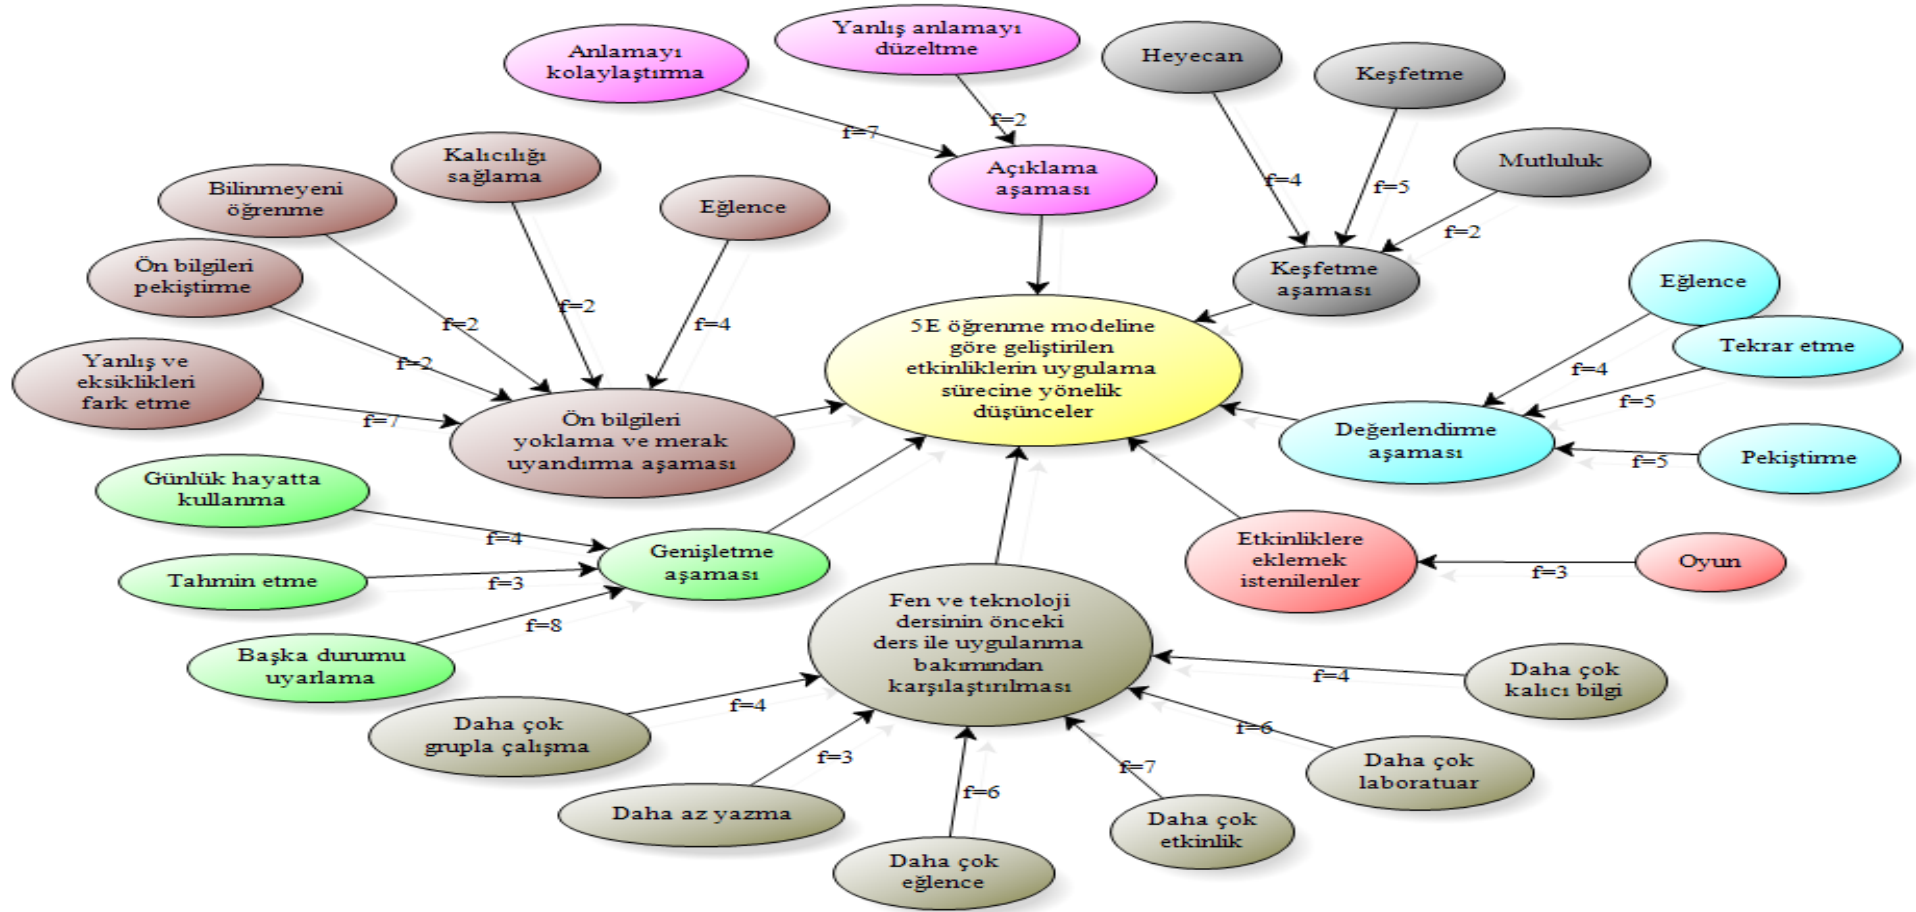 Anlamayı
kolaylaştırma
Yanlış anlamayı
düzeltme
Heyecan
Keşfetme
Mutluluk
f=7
f=2
Açıklama
aşaması
f=4
f=5
f=2
Keşfetme
aşaması
Kalıcılığı
sağlama
Bilinmeyeni
öğrenme
Eğlence
Ön bilgileri
pekiştirme
Yanlış ve
eksiklikleri
fark etme
f=2
f=2
f=4
f=2
f=7
Ön bilgileri
yoklama ve merak
uyandırma aşaması
5E öğrenme modeline
göre geliştirilen
etkinliklerin uygulama
sürecine yönelik
düşünceler
Eğlence
Tekrar etme
f=4
f=5
Değerlendirme
aşaması
f=5
Pekiştirme
Günlük hayatta
kullanma
f=4
Tahmin etme
f=3
Genişletme
aşaması
f=8
Başka durumu
uyarlama
Etkinliklere
eklemek
istenilenler
f=3
Oyun
Fen ve teknoloji
dersinin önceki
ders ile uygulanma
bakımından
karşılaştırılması
f=4
Daha çok
kalıcı bilgi
f=4
Daha çok
grupla çalışma
f=6
Daha çok
laboratuar
f=3
Daha az yazma
f=6
Daha çok
eğlence
f=7
Daha çok
etkinlik